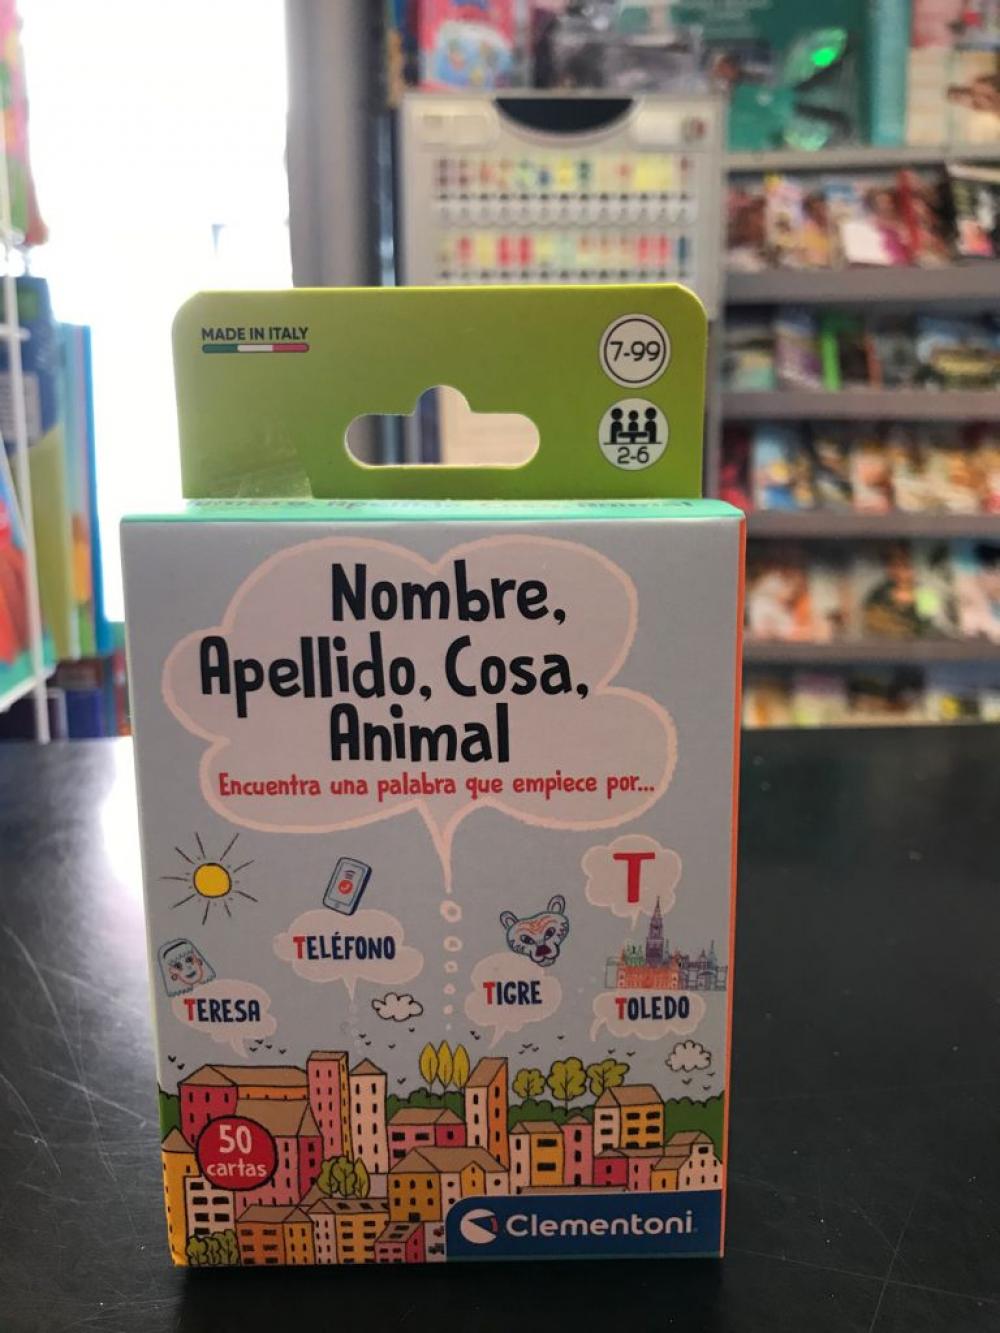 MADE IN ITALY
7-99
2-6
Nombre,
Apellido, Cosa,
Animal
Encuentra una palabra que empiece por...
T
TELÉFONO
TIGRE
TERESA
TOLEDO
50
cartas
Clementoni